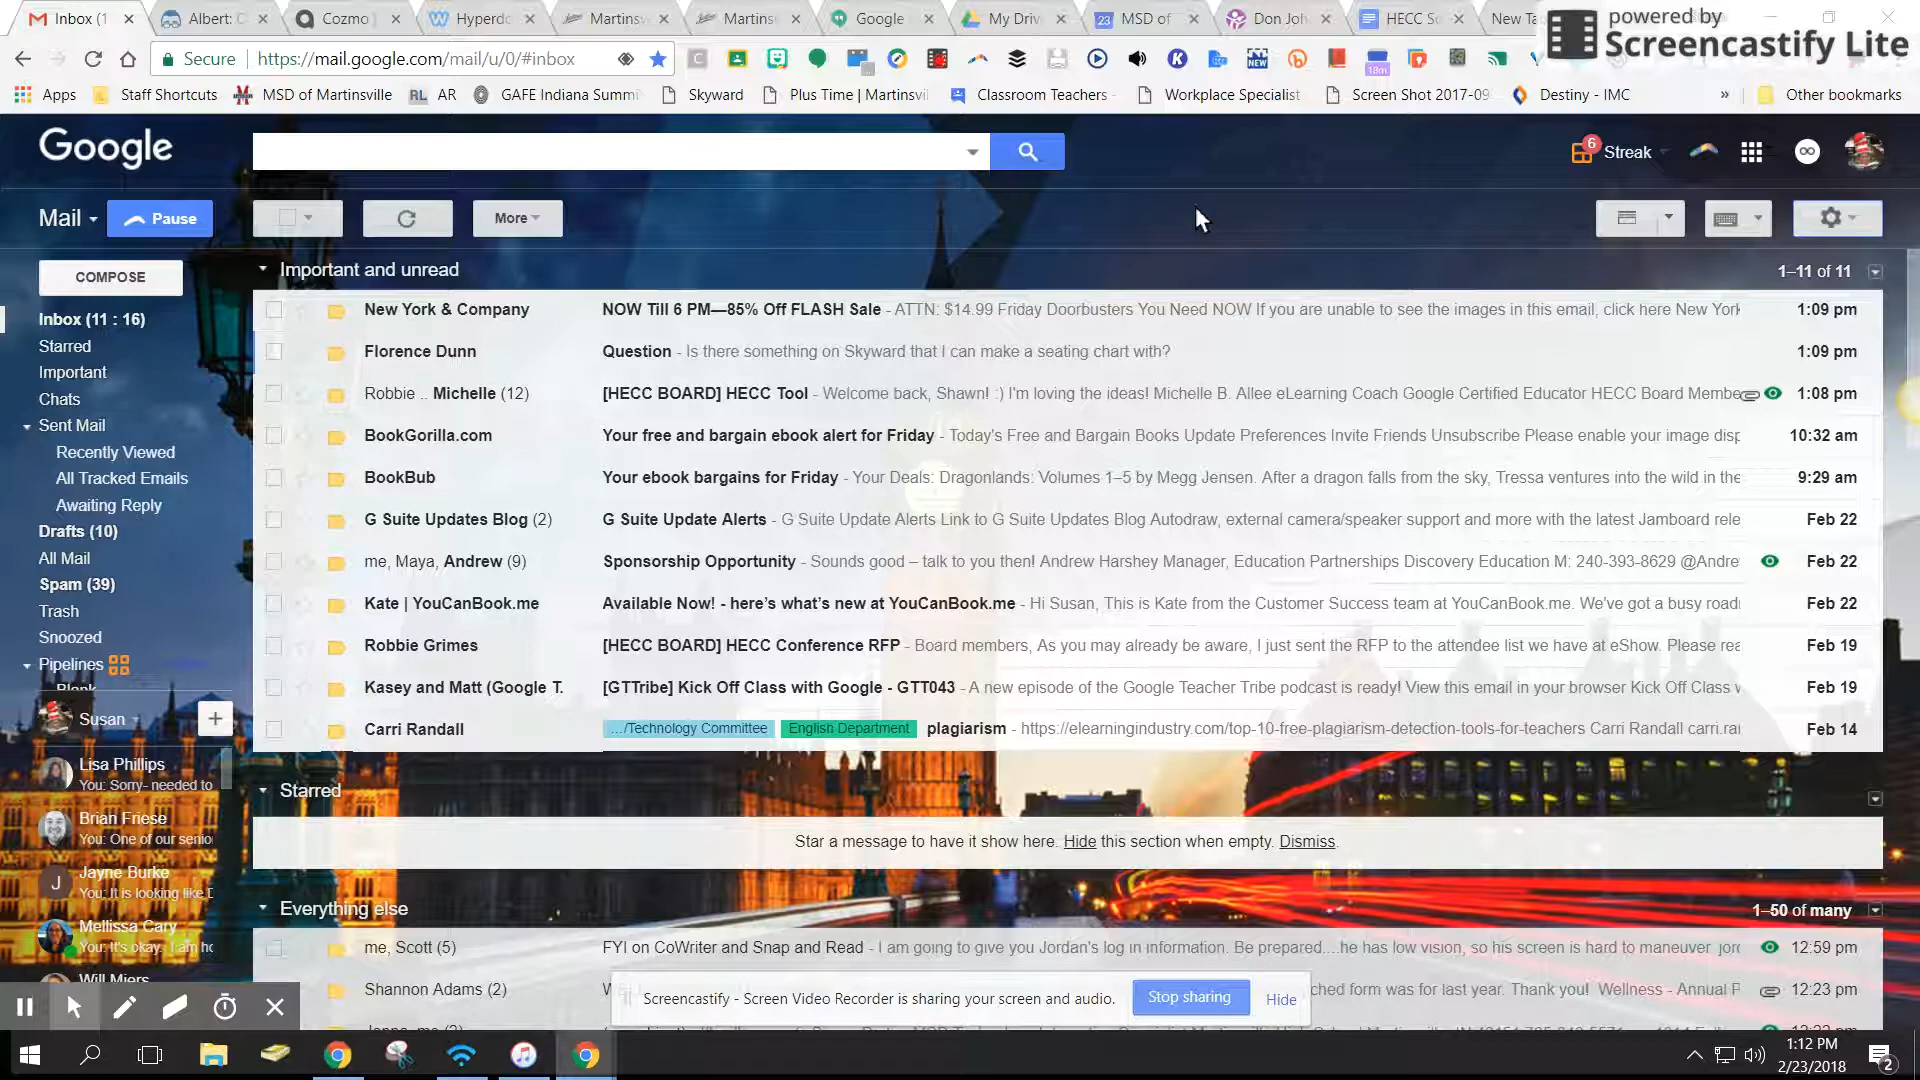 Inbox (1
Albert: C
Cozmo
Hyperdo
Martinsv
Martins
Google
My Driv
MSD of
Don Joh
HECC Sc
New Ta
powered by
Screencastify Lite
Secure
https://mail.google.com/mail/u/0/#inbox
Apps
Staff Shortcuts
MSD of Martinsville
AR
GAFE Indiana Summi
Skyward
Plus Time | Martinsvi
Classroom Teachers
Workplace Specialist
Screen Shot 2017-09
Destiny - IMC
»
Other bookmarks
Google
6
Streak
Mail
Pause
More
COMPOSE
Inbox (11 : 16)
Starred
Important
Chats
Sent Mail
Recently Viewed
All Tracked Emails
Awaiting Reply
Drafts (10)
All Mail
Spam (39)
Trash
Snoozed
Pipelines
Susan
Lisa Phillips
You: Sorry- needed to
Brian Friese
You: One of our senio
J
Jayne Burke
You: It is looking like D
Mellissa Cary
You: It's okay. I am ho
Will Miers
Important and unread
1–11 of 11
New York & Company NOW Till 6 PM—85% Off FLASH Sale - ATTN: $14.99 Friday Doorbusters You Need NOW If you are unable to see the images in this email, click here New York 1:09 pm
Florence Dunn Question - Is there something on Skyward that I can make a seating chart with? 1:09 pm
Robbie .. Michelle (12) [HECC BOARD] HECC Tool - Welcome back, Shawn! :) I'm loving the ideas! Michelle B. Allee eLearning Coach Google Certified Educator HECC Board Membe 1:08 pm
BookGorilla.com Your free and bargain ebook alert for Friday - Today's Free and Bargain Books Update Preferences Invite Friends Unsubscribe Please enable your image disp 10:32 am
BookBub Your ebook bargains for Friday - Your Deals: Dragonlands: Volumes 1–5 by Megg Jensen. After a dragon falls from the sky, Tressa ventures into the wild in the 9:29 am
G Suite Updates Blog (2) G Suite Update Alerts - G Suite Update Alerts Link to G Suite Updates Blog Autodraw, external camera/speaker support and more with the latest Jamboard rele Feb 22
me, Maya, Andrew (9) Sponsorship Opportunity - Sounds good – talk to you then! Andrew Harshey Manager, Education Partnerships Discovery Education M: 240-393-8629 @Andre Feb 22
Kate | YouCanBook.me Available Now! - here's what's new at YouCanBook.me - Hi Susan, This is Kate from the Customer Success team at YouCanBook.me. We've got a busy roadi Feb 22
Robbie Grimes [HECC BOARD] HECC Conference RFP - Board members, As you may already be aware, I just sent the RFP to the attendee list we have at eShow. Please rea Feb 19
Kasey and Matt (Google T. [GTTribe] Kick Off Class with Google - GTT043 - A new episode of the Google Teacher Tribe podcast is ready! View this email in your browser Kick Off Class v Feb 19
Carri Randall .../Technology Committee English Department plagiarism - https://elearningindustry.com/top-10-free-plagiarism-detection-tools-for-teachers Carri Randall carri.ra Feb 14
Starred
Star a message to have it show here. Hide this section when empty. Dismiss.
Everything else
1–50 of many
me, Scott (5) FYI on CoWriter and Snap and Read - I am going to give you Jordan's log in information. Be prepared....he has low vision, so his screen is hard to maneuver 12:59 pm
Shannon Adams (2) ched form was for last year. Thank you! Wellness - Annual P 12:23 pm
Screencastify - Screen Video Recorder is sharing your screen and audio.
Stop sharing
Hide
1:12 PM
2/23/2018
2